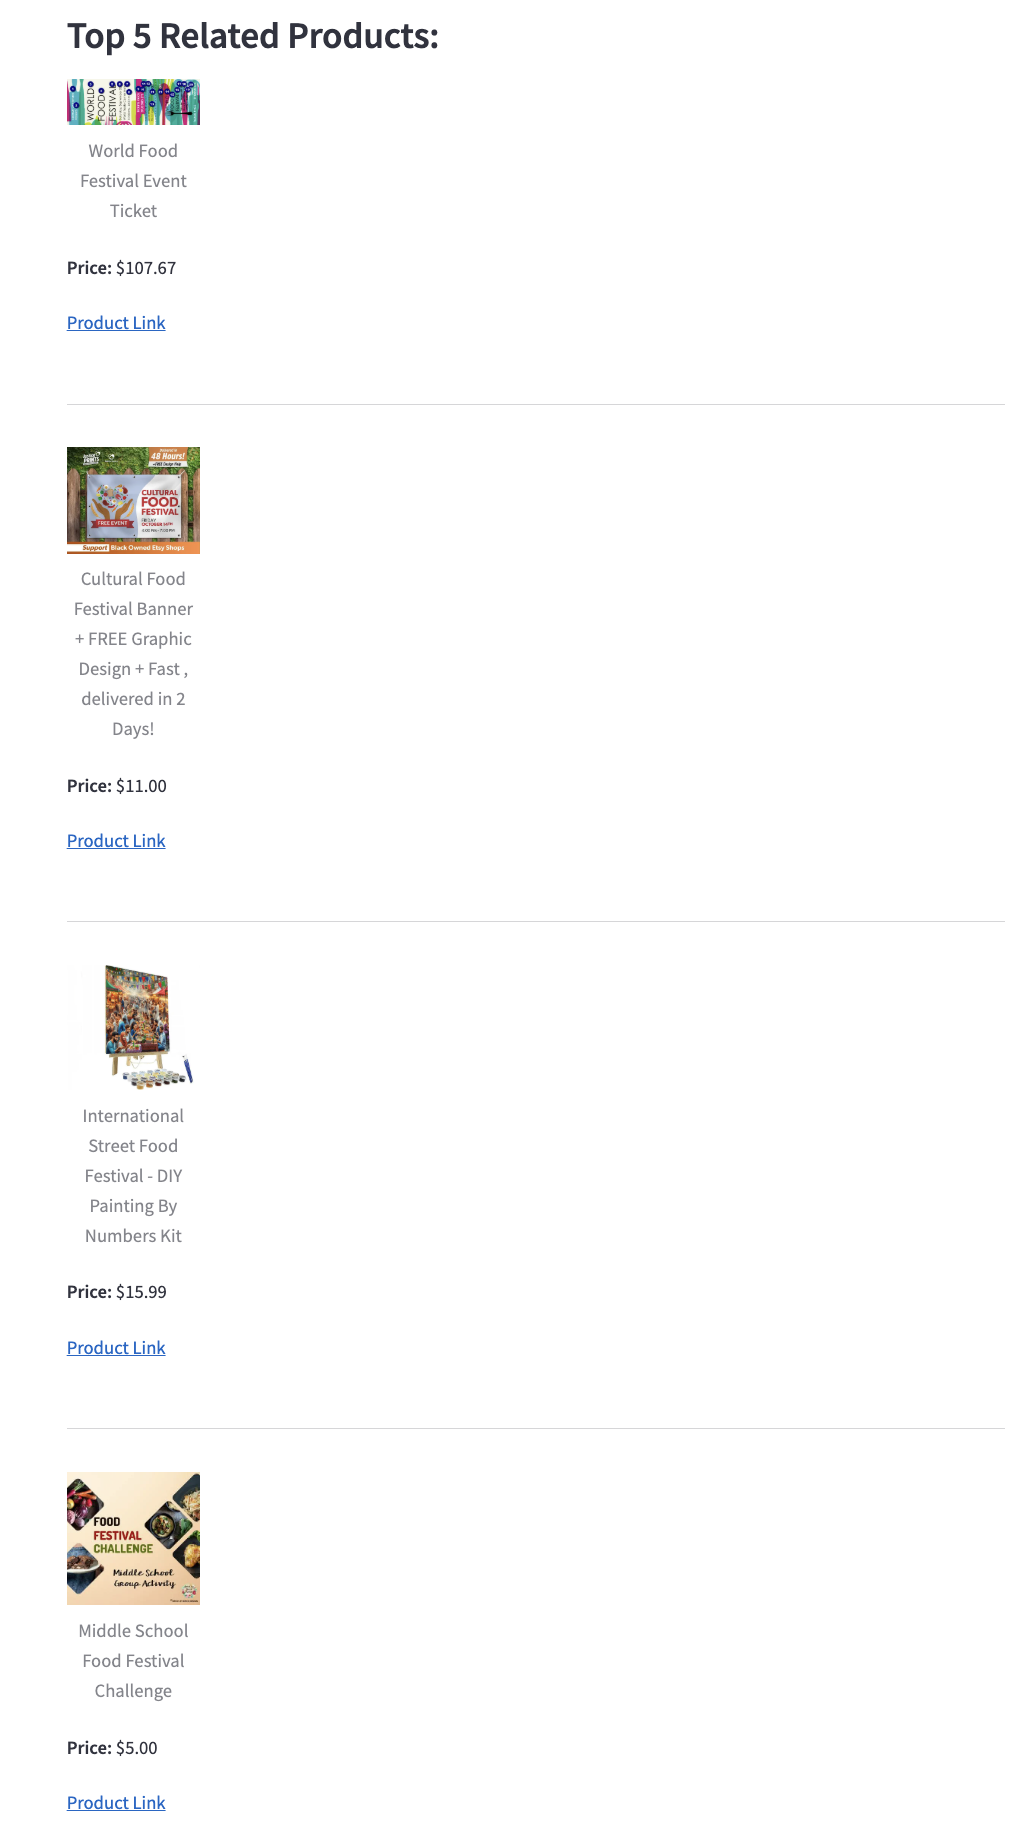 Top 5 Related Products:
WORLD
FOOD
FESTIVAL
World Food
Festival Event
Ticket
Price: $107.67
Product Link
48 Hours!
CULTURAL
FOOD
FESTIVAL
FRIDAY
OCTOBER 14TH
FREE EVENT
Support Black Owned Etsy Shops
Cultural Food
Festival Banner
+ FREE Graphic
Design + Fast ,
delivered in 2
Days!
Price: $11.00
Product Link
International
Street Food
Festival - DIY
Painting By
Numbers Kit
Price: $15.99
Product Link
FOOD
FESTIVAL
CHALLENGE
Middle School
Group Activity
Middle School
Food Festival
Challenge
Price: $5.00
Product Link